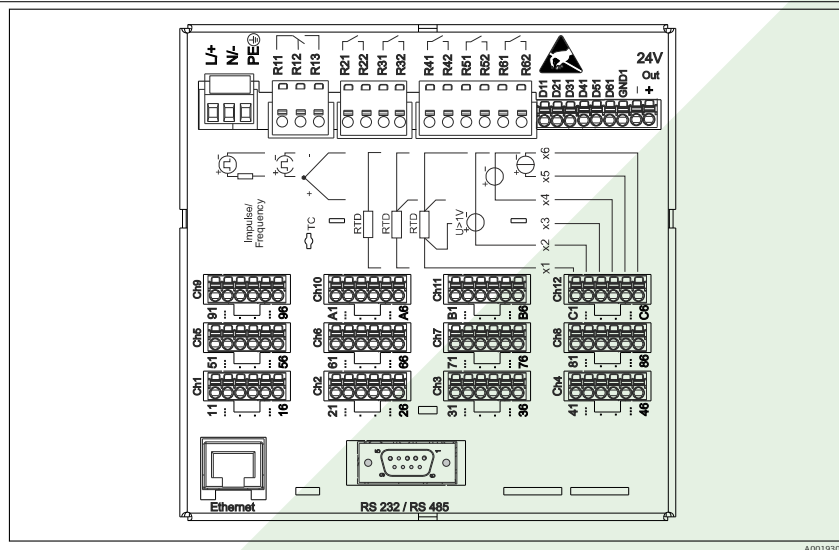 L/+
N/-
PE
R11
R12
R13
R21
R22
R31
R32
R41
R42
R51
R52
R61
R62
24V
Out
D11
D21
D31
D41
D51
D61
GND1
-
+
Impulse/
Frequency
TC
RTD
RTD
RTD
U>1V
x6
x5
x4
x3
x2
x1
Ch9
91 ... . . ... 96
Ch10
A1 ... . . ... A6
Ch11
B1 ... . . ... B6
Ch12
C1 ... . . ... C6
Ch5
51 ... . . ... 56
Ch6
61 ... . . ... 66
Ch7
71 ... . . ... 76
Ch8
81 ... . . ... 86
Ch1
11 ... . . ... 16
Ch2
21 ... . . ... 26
Ch3
31 ... . . ... 36
Ch4
41 ... . . ... 46
Ethernet
5
1
9
6
RS 232 / RS 485